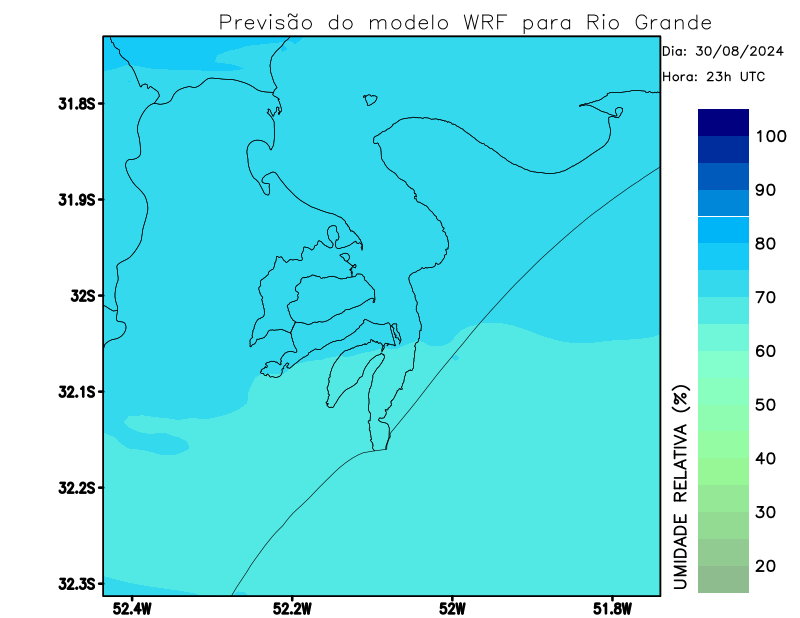 Previsão do modelo WRF para Rio Grande
Dia: 30/08/2024
Hora: 23h UTC
31.8S
31.9S
32S
32.1S
32.2S
32.3S
52.4W
52.2W
52W
51.8W
100
90
80
70
60
50
40
30
20
UMIDADE RELATIVA (%)